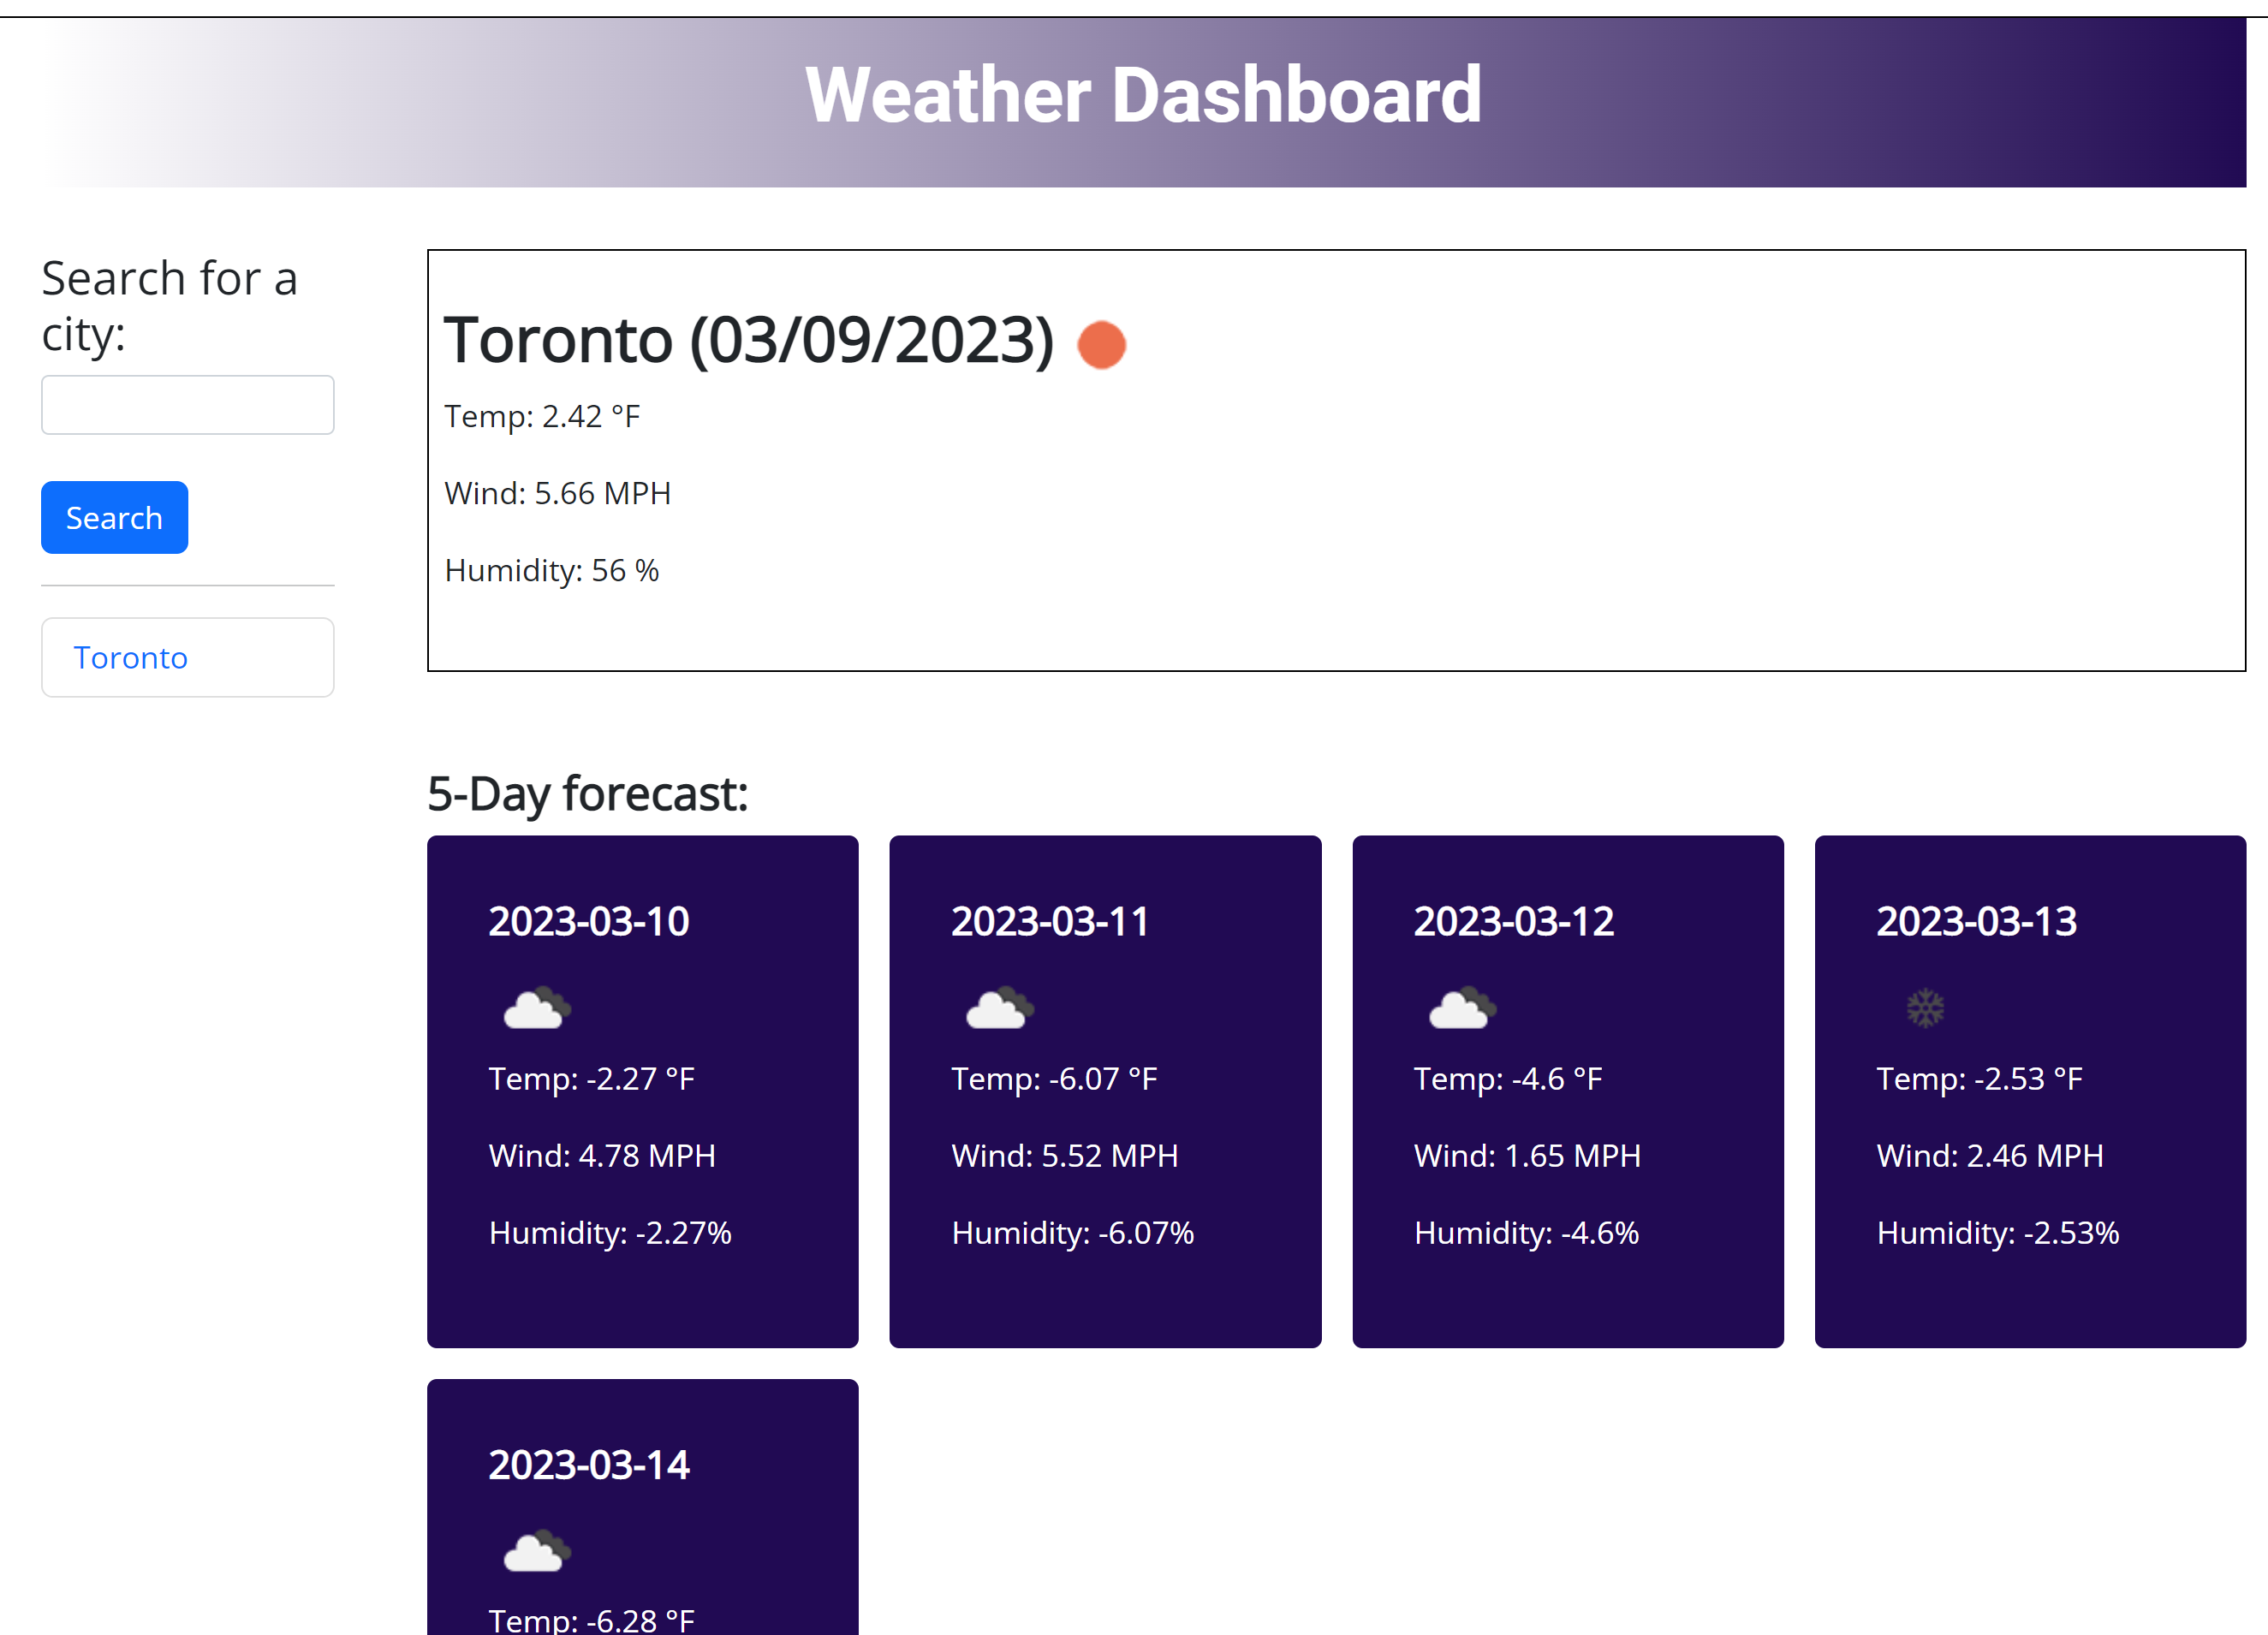 Weather Dashboard
Search for a
city:
Search
Toronto
Toronto (03/09/2023)
Temp: 2.42 °F
Wind: 5.66 MPH
Humidity: 56 %
5-Day forecast:
2023-03-10
Temp: -2.27 °F
Wind: 4.78 MPH
Humidity: -2.27%
2023-03-11
Temp: -6.07 °F
Wind: 5.52 MPH
Humidity: -6.07%
2023-03-12
Temp: -4.6 °F
Wind: 1.65 MPH
Humidity: -4.6%
2023-03-13
Temp: -2.53 °F
Wind: 2.46 MPH
Humidity: -2.53%
2023-03-14
Temp: -6.28 °F